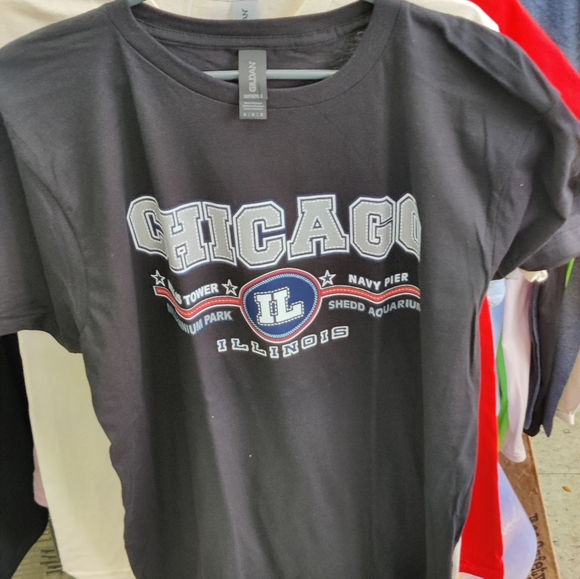 GILDAN
CHICAGO
TOWER NAVY PIER
PARK SHEDD AQUARIUM
IL
ILLINOIS